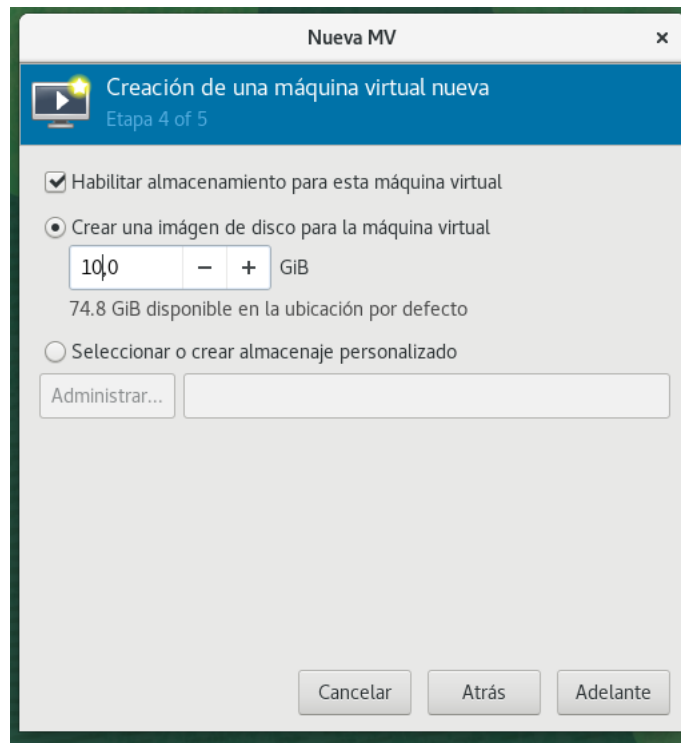 Nueva MV ×
Creación de una máquina virtual nueva
Etapa 4 of 5
Habilitar almacenamiento para esta máquina virtual
Crear una imágen de disco para la máquina virtual
10,0 − + GiB
74.8 GiB disponible en la ubicación por defecto
Seleccionar o crear almacenaje personalizado
Administrar...
Cancelar Atrás Adelante